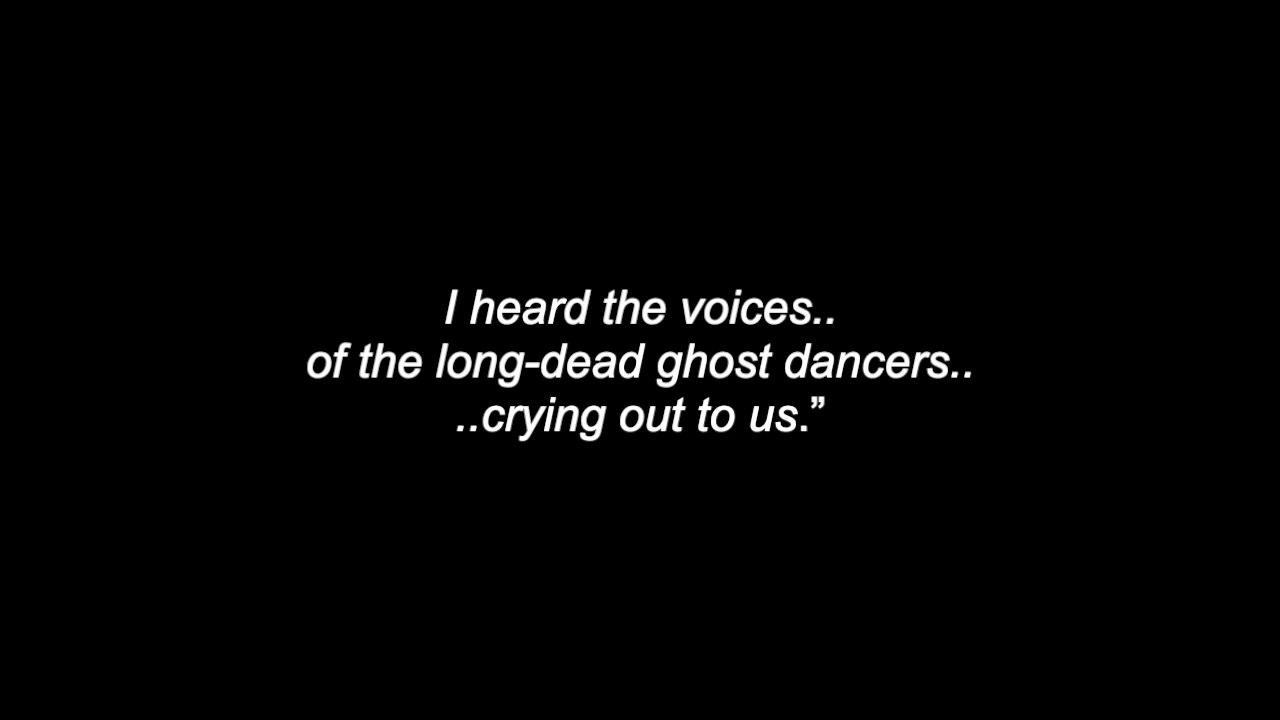 I heard the voices..
of the long-dead ghost dancers..
..crying out to us.”